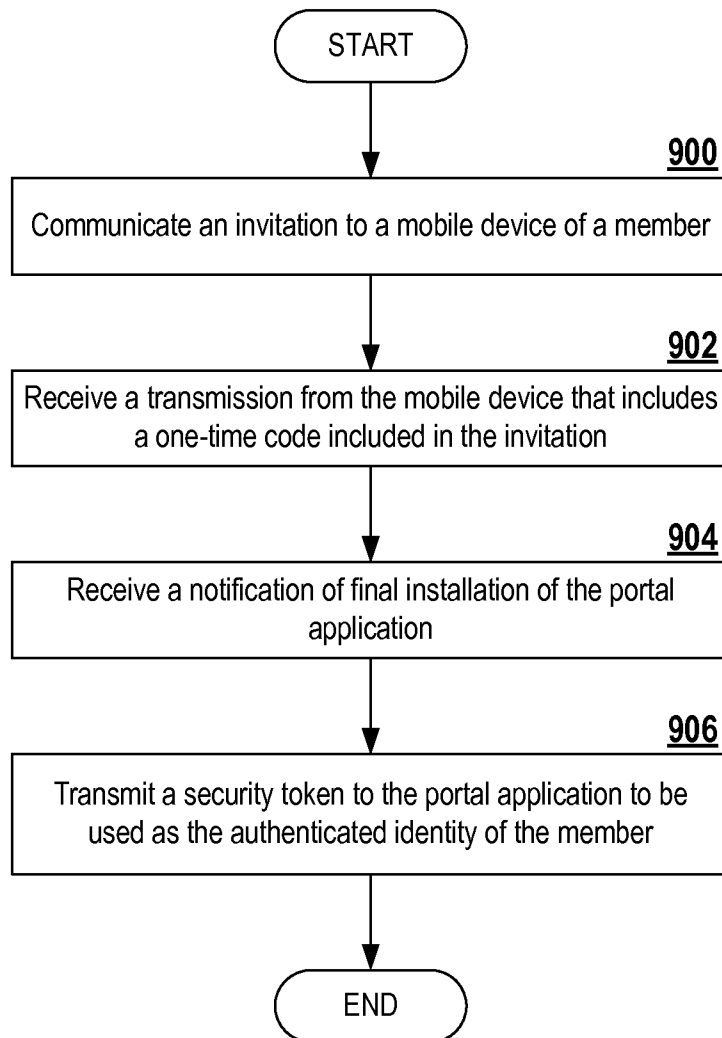 START
900
Communicate an invitation to a mobile device of a member
902
Receive a transmission from the mobile device that includes
a one-time code included in the invitation
904
Receive a notification of final installation of the portal
application
906
Transmit a security token to the portal application to be
used as the authenticated identity of the member
END